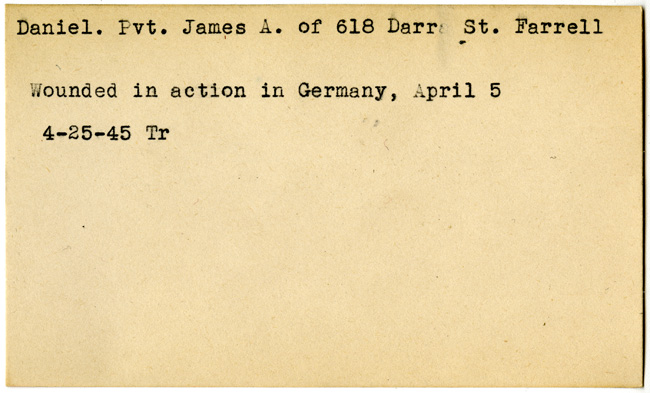 Daniel. Pvt. James A. of 618 St. Farrell
Wounded in action in Germany, April 5
4-25-45 Tr